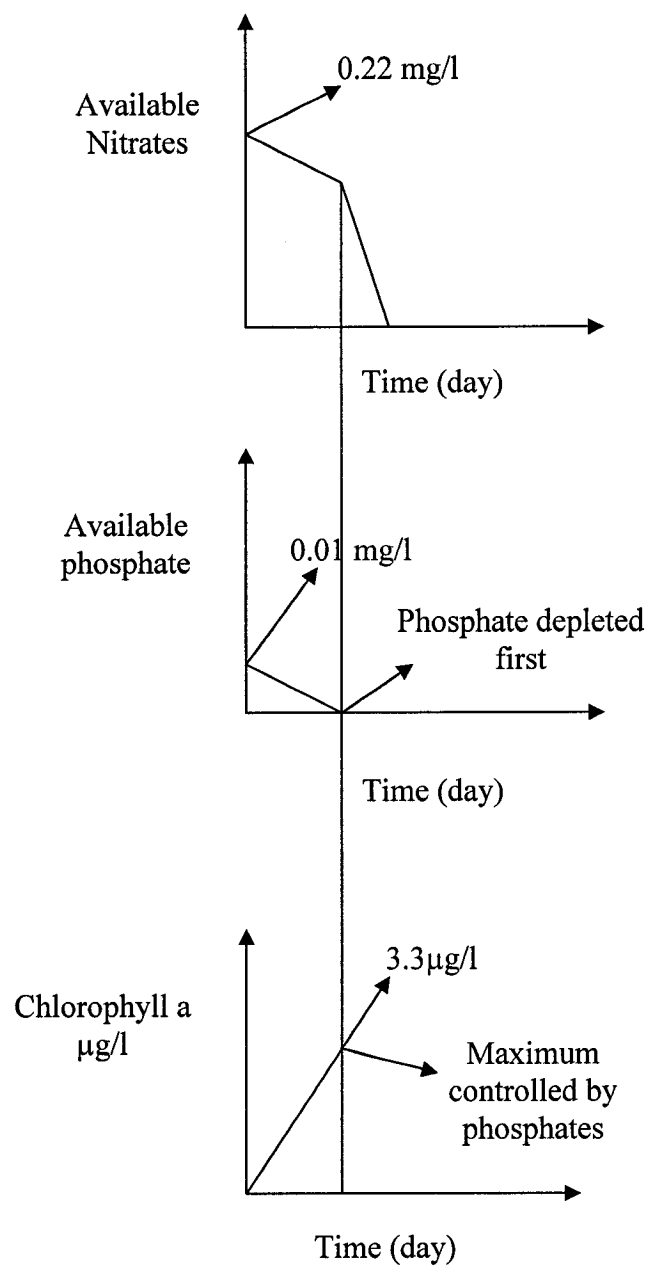 0.22 mg/l
Available
Nitrates
Time (day)
Available
phosphate
0.01 mg/l
Phosphate depleted
first
Time (day)
3.3µg/l
Chlorophyll a
µg/l
Maximum
controlled by
phosphates
Time (day)